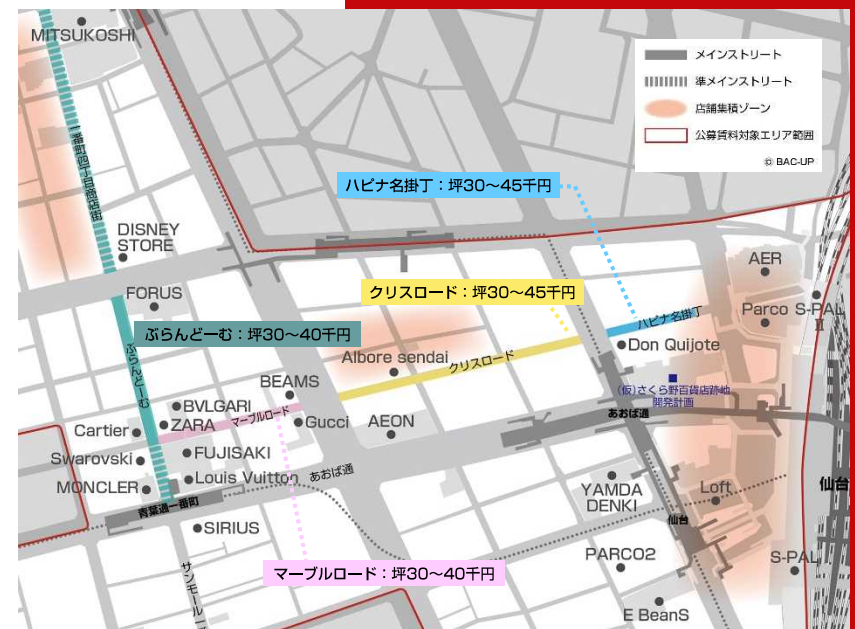 MITSUKOSHI
メインストリート
準メインストリート
店舗集積ゾーン
公募賃料対象エリア範囲
© BAC-UP
一番町四丁目商店街
ハピナ名掛丁：坪30～45千円
DISNEY
STORE
AER
FORUS
クリスロード：坪30～45千円
Parco
S-PAL
II
ハピナ名掛丁
ぶらんどーむ：坪30～40千円
ぶらんどーむ
Don Quijote
Albore sendai
クリスロード
BEAMS
(仮)さくら野百貨店跡地
開発計画
BVLGARI
マーブルロード
あおば通
ZARA
Gucci
AEON
Cartier
FUJISAKI
Swarovski
Louis Vuitton
あおば通
MONCLER
YAMDA
DENKI
Loft
仙台
青葉通一番町
SIRIUS
仙台
PARCO2
S-PAL
サンモール一
マーブルロード：坪30～40千円
E BeanS